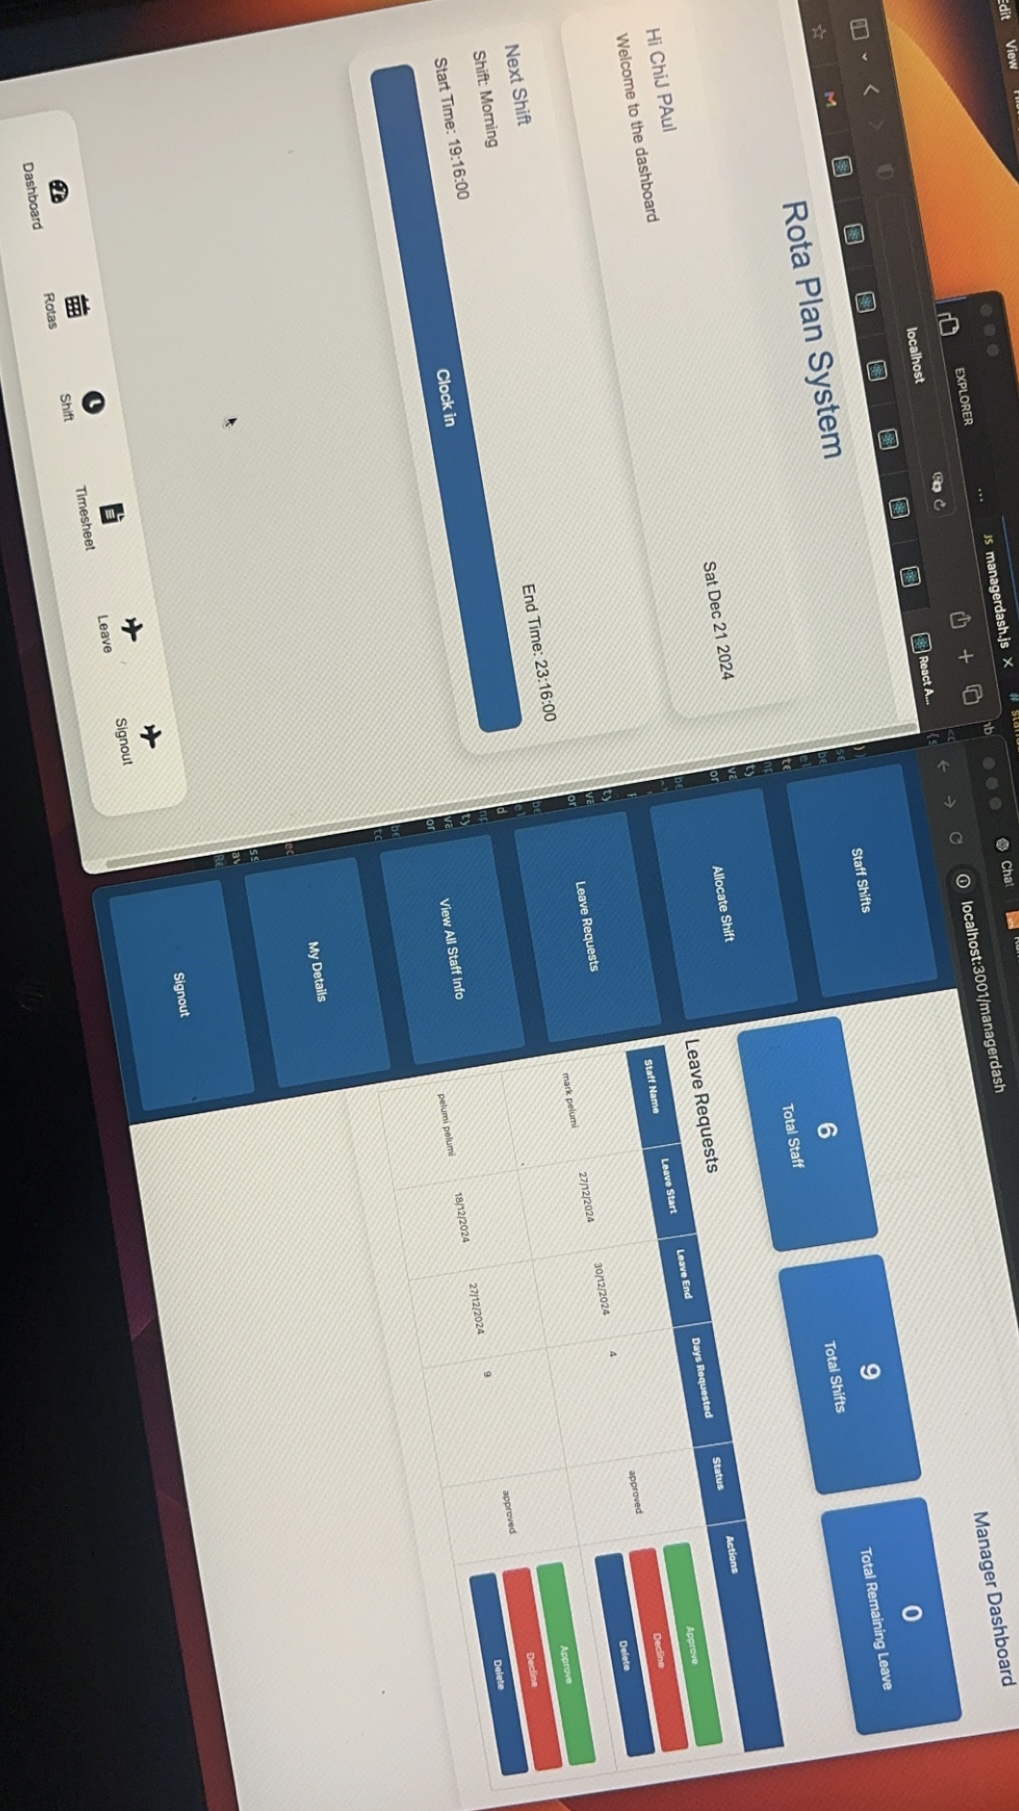 Edit View
EXPLORER
...
JS managerdash.js ×
localhost
React A...
Rota Plan System
Sat Dec 21 2024
Hi ChiJ PAul
Welcome to the dashboard
Next Shift
Shift: Morning
Start Time: 19:16:00
End Time: 23:16:00
Clock in
Dashboard
Rotas
Shift
Timesheet
Leave
Signout
Chat
localhost:3001/managerdash
Staff Shifts
Allocate Shift
Leave Requests
View All Staff Info
My Details
Signout
Manager Dashboard
6
Total Staff
9
Total Shifts
0
Total Remaining Leave
Leave Requests
Staff Name Leave Start Leave End Days Requested Status Actions
mark pelumi 27/12/2024 30/12/2024 4 approved
Approve
Decline
Delete
pelumi pelumi 18/12/2024 27/12/2024 9 approved
Approve
Decline
Delete